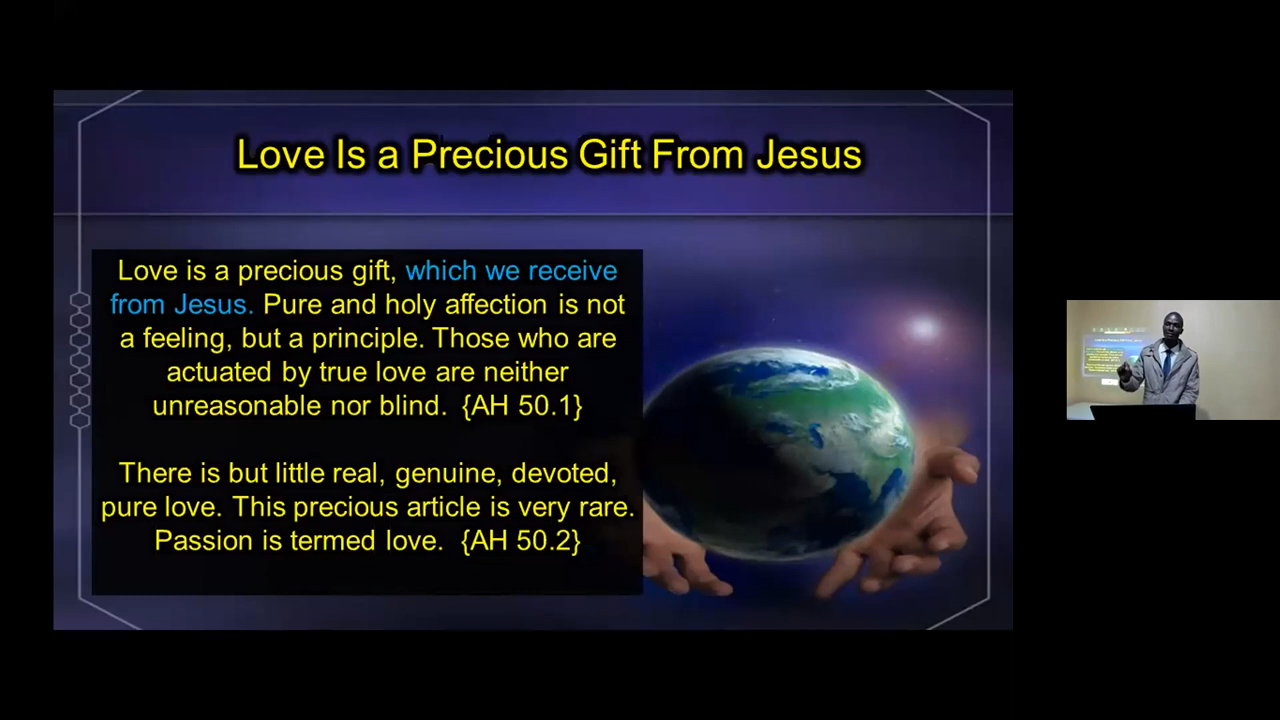 Love Is a Precious Gift From Jesus
Love is a precious gift, which we receive
from Jesus. Pure and holy affection is not
a feeling, but a principle. Those who are
actuated by true love are neither
unreasonable nor blind. {AH 50.1}
There is but little real, genuine, devoted,
pure love. This precious article is very rare.
Passion is termed love. {AH 50.2}